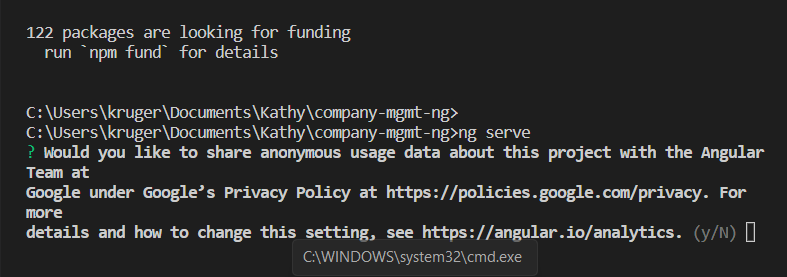 122 packages are looking for funding
run `npm fund` for details
C:\Users\kruger\Documents\Kathy\company-mgmt-ng>
C:\Users\kruger\Documents\Kathy\company-mgmt-ng>ng serve
? Would you like to share anonymous usage data about this project with the Angular
Team at
Google under Google’s Privacy Policy at https://policies.google.com/privacy. For
more
details and how to change this setting, see https://angular.io/analytics. (y/N)
C:\WINDOWS\system32\cmd.exe